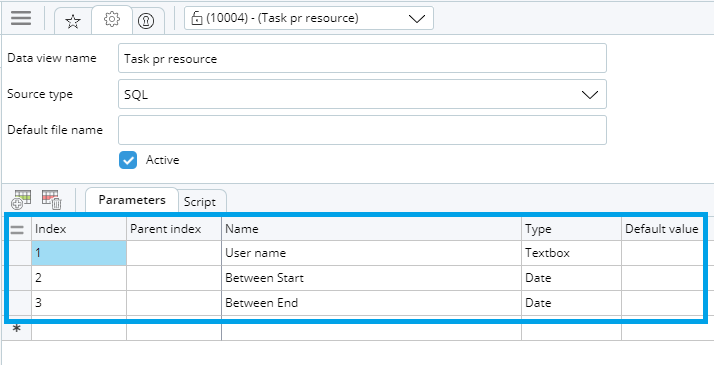 (10004) - (Task pr resource)
Data view name Task pr resource
Source type SQL
Default file name
Active
Parameters Script
Index Parent index Name Type Default value
1 User name Textbox
2 Between Start Date
3 Between End Date
*